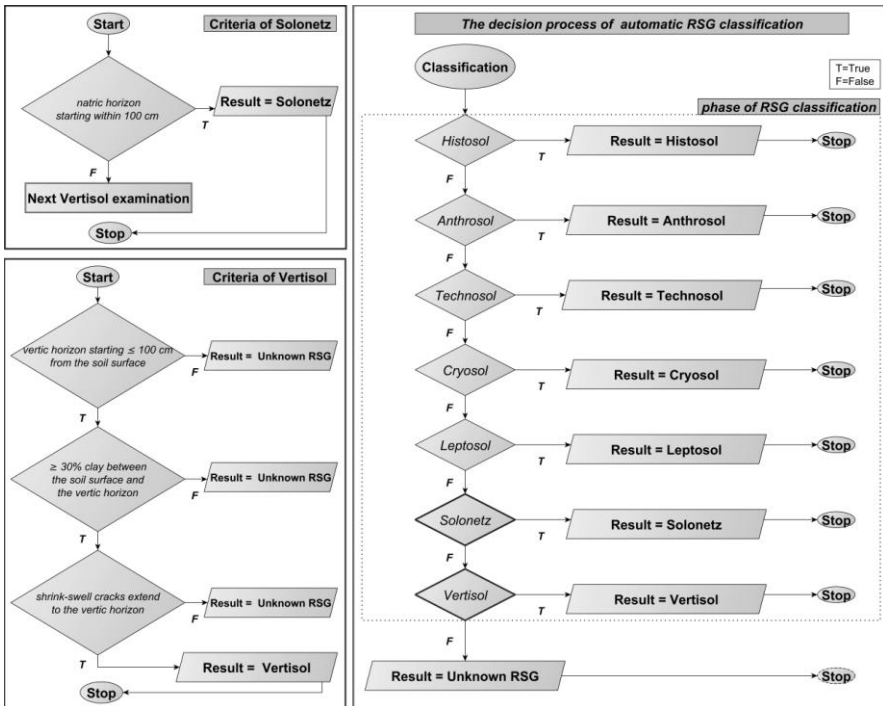 Start
Criteria of Solonetz
natric horizon
starting within 100 cm
Result = Solonetz
T
F
Next Vertisol examination
Stop
Start
Criteria of Vertisol
vertic horizon starting ≤ 100 cm
from the soil surface
Result = Unknown RSG
F
T
≥ 30% clay between
the soil surface and
the vertic horizon
Result = Unknown RSG
F
T
shrink-swell cracks extend
to the vertic horizon
Result = Unknown RSG
F
T
Result = Vertisol
Stop
The decision process of automatic RSG classification
Classification
T=True
F=False
phase of RSG classification
Histosol
T
Result = Histosol
Stop
F
Anthrosol
T
Result = Anthrosol
Stop
F
Technosol
T
Result = Technosol
Stop
F
Cryosol
T
Result = Cryosol
Stop
F
Leptosol
T
Result = Leptosol
Stop
F
Solonetz
T
Result = Solonetz
Stop
F
Vertisol
T
Result = Vertisol
Stop
F
Result = Unknown RSG
Stop